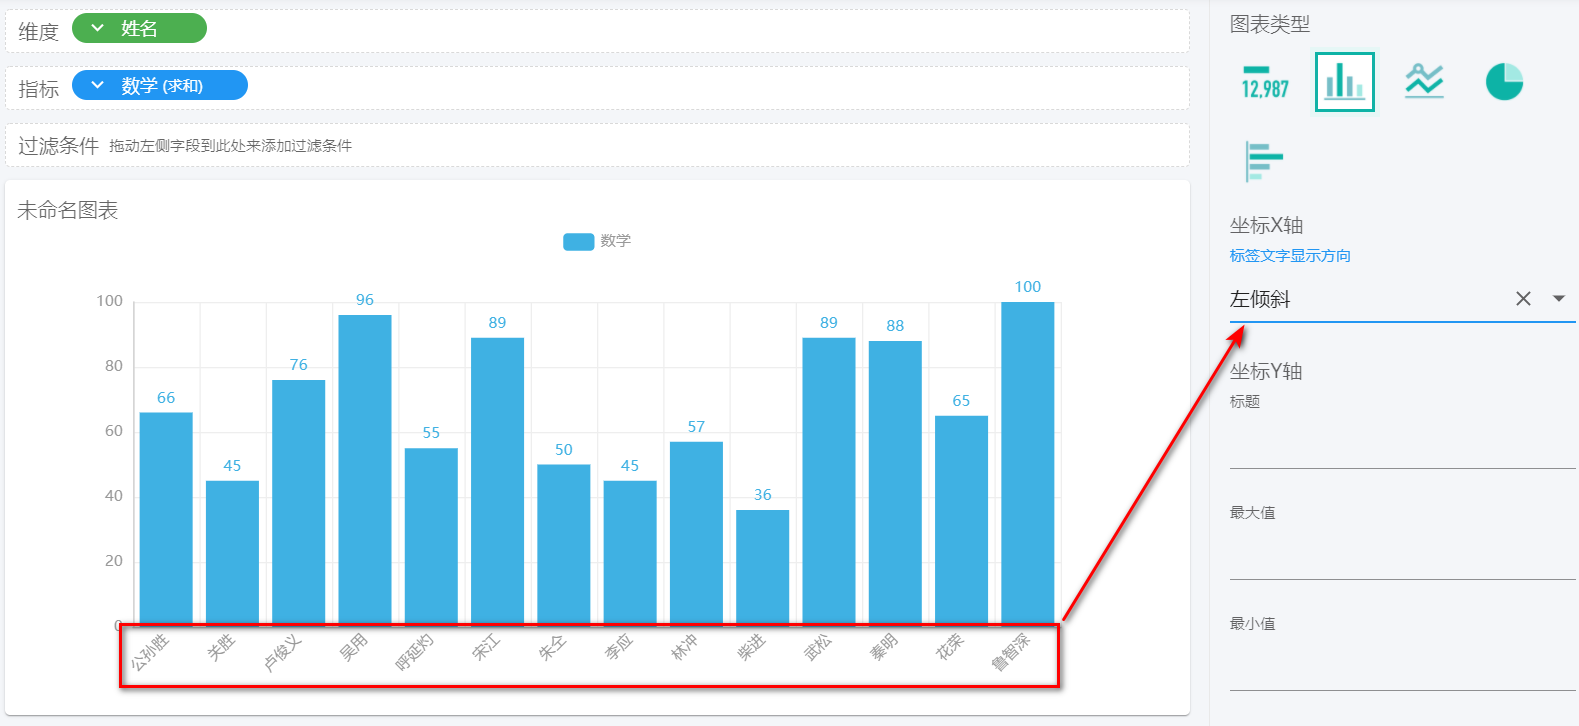 维度 姓名
指标 数学 (求和)
过滤条件 拖动左侧字段到此处来添加过滤条件
未命名图表
数学
100
80
60
40
20
0
66
45
76
96
55
89
50
45
57
36
89
88
65
100
公孙胜
关胜
卢俊义
吴用
呼延灼
宋江
朱仝
李应
林冲
柴进
武松
秦明
花荣
鲁智深
图表类型
12,987
坐标X轴
标签文字显示方向
左倾斜
坐标Y轴
标题
最大值
最小值